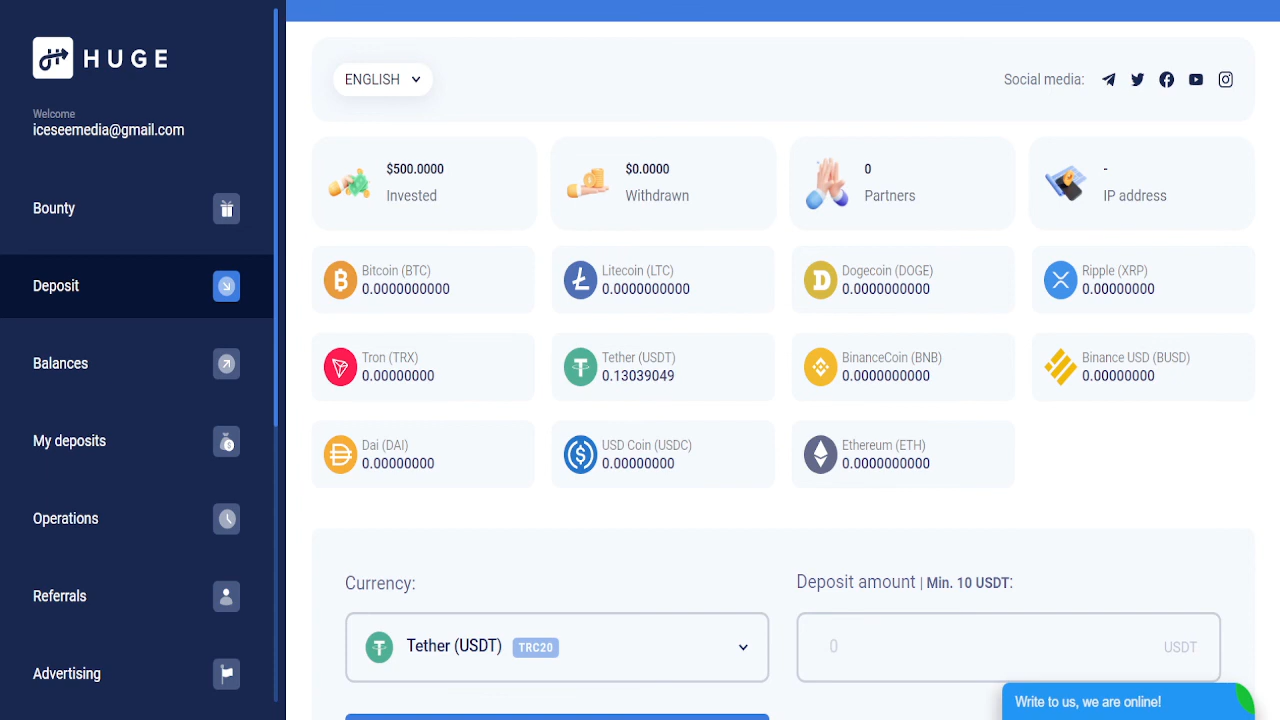 HUGE
Welcome
iceseemedia@gmail.com
Bounty
Deposit
Balances
My deposits
Operations
Referrals
Advertising
ENGLISH
Social media:
$500.0000
Invested
$0.0000
Withdrawn
0
Partners
-
IP address
Bitcoin (BTC)
0.0000000000
Litecoin (LTC)
0.0000000000
Dogecoin (DOGE)
0.0000000000
Ripple (XRP)
0.00000000
Tron (TRX)
0.00000000
Tether (USDT)
0.13039049
BinanceCoin (BNB)
0.0000000000
Binance USD (BUSD)
0.00000000
Dai (DAI)
0.00000000
USD Coin (USDC)
0.00000000
Ethereum (ETH)
0.0000000000
Currency:
Tether (USDT) TRC20
Deposit amount | Min. 10 USDT:
0 USDT
Write to us, we are online!